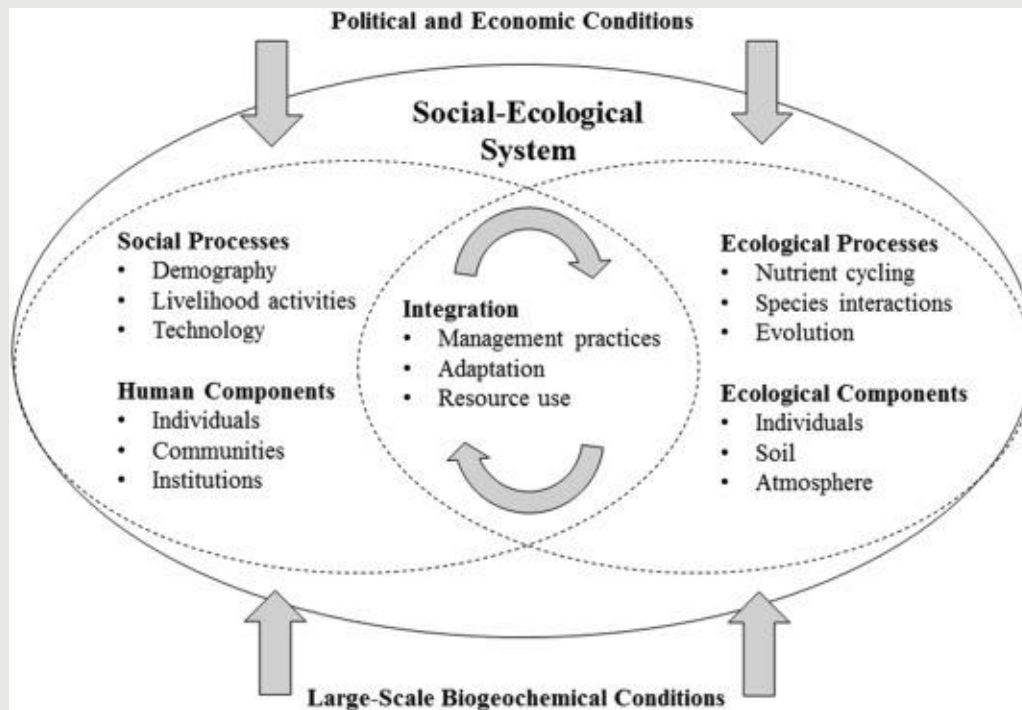 Political and Economic Conditions
Social-Ecological
System
Social Processes
• Demography
• Livelihood activities
• Technology
Human Components
• Individuals
• Communities
• Institutions
Integration
• Management practices
• Adaptation
• Resource use
Ecological Processes
• Nutrient cycling
• Species interactions
• Evolution
Ecological Components
• Individuals
• Soil
• Atmosphere
Large-Scale Biogeochemical Conditions